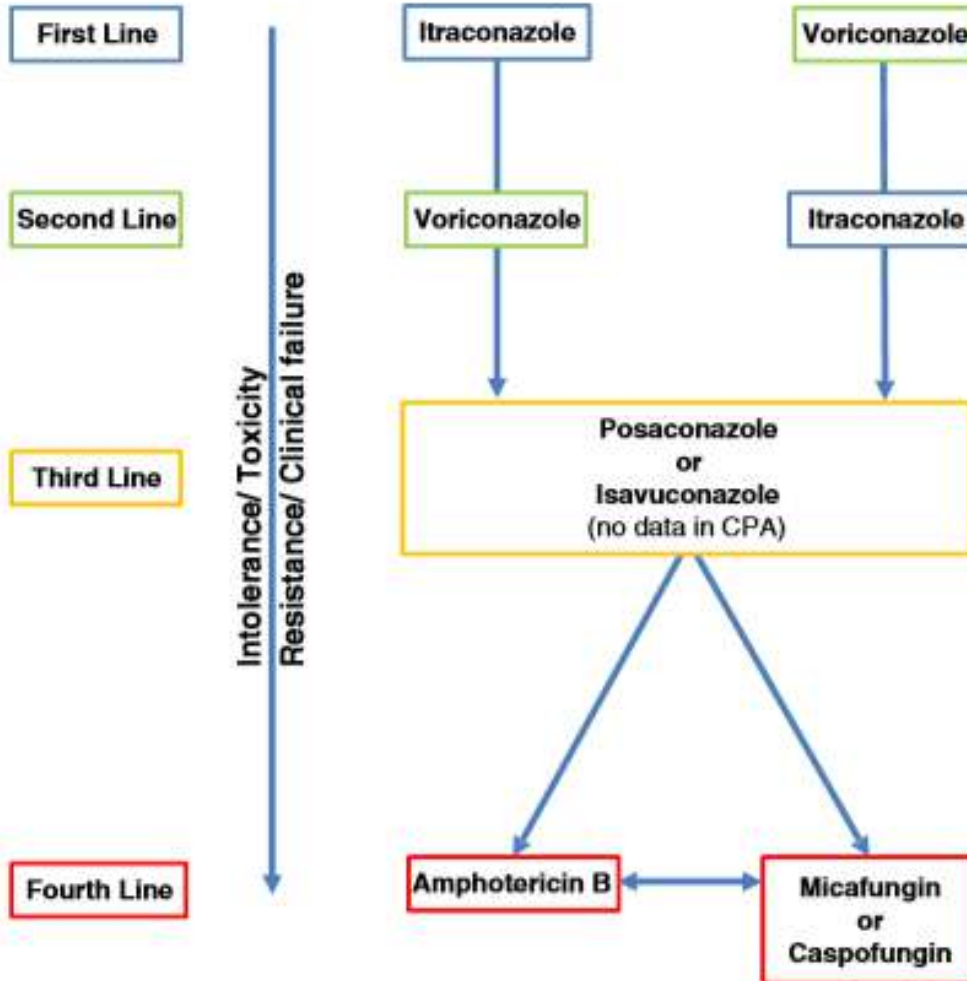 First Line
Itraconazole
Voriconazole
Second Line
Voriconazole
Itraconazole
Intolerance/ Toxicity
Resistance/ Clinical failure
Third Line
Posaconazole
or
Isavuconazole
(no data in CPA)
Fourth Line
Amphotericin B
Micafungin
or
Caspofungin